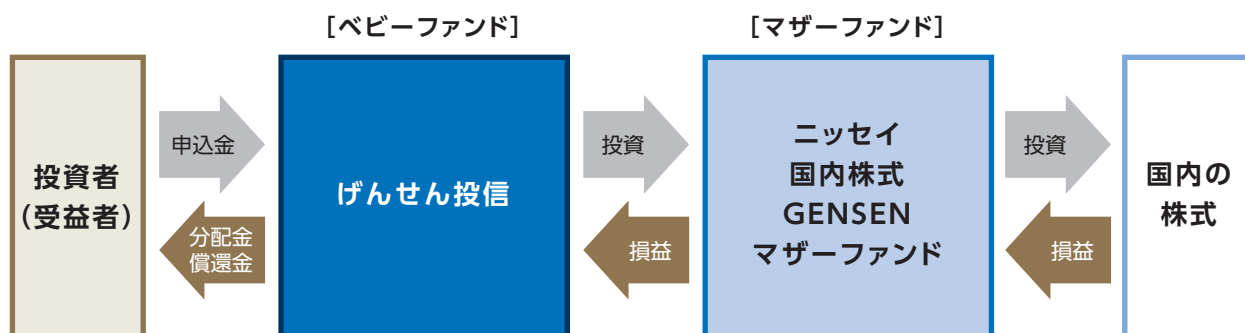 ［ベビーファンド］
［マザーファンド］
投資者
（受益者）
申込金
分配金
償還金
げんせん投信
投資
損益
ニッセイ
国内株式
GENSEN
マザーファンド
投資
損益
国内の
株式